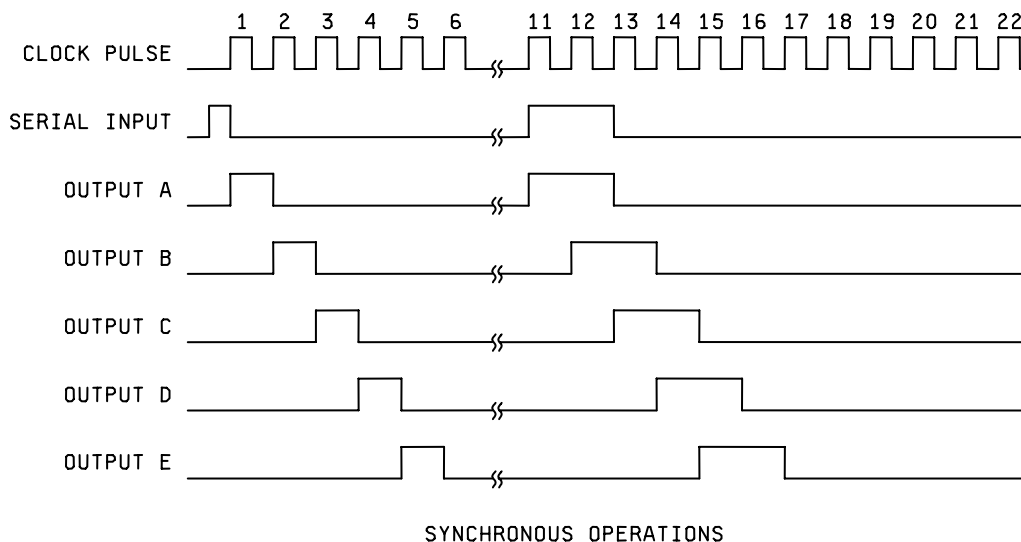 1 2 3 4 5 6 11 12 13 14 15 16 17 18 19 20 21 22
CLOCK PULSE
SERIAL INPUT
OUTPUT A
OUTPUT B
OUTPUT C
OUTPUT D
OUTPUT E
SYNCHRONOUS OPERATIONS